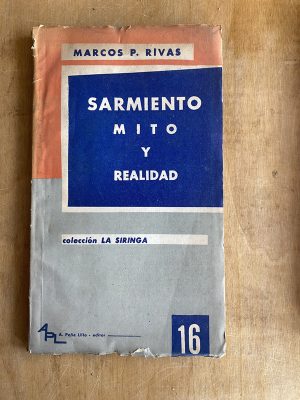 MARCOS P. RIVAS
SARMIENTO
MITO
Y
REALIDAD
colección LA SIRINGA
APL A. Peña Lillo - editor
16